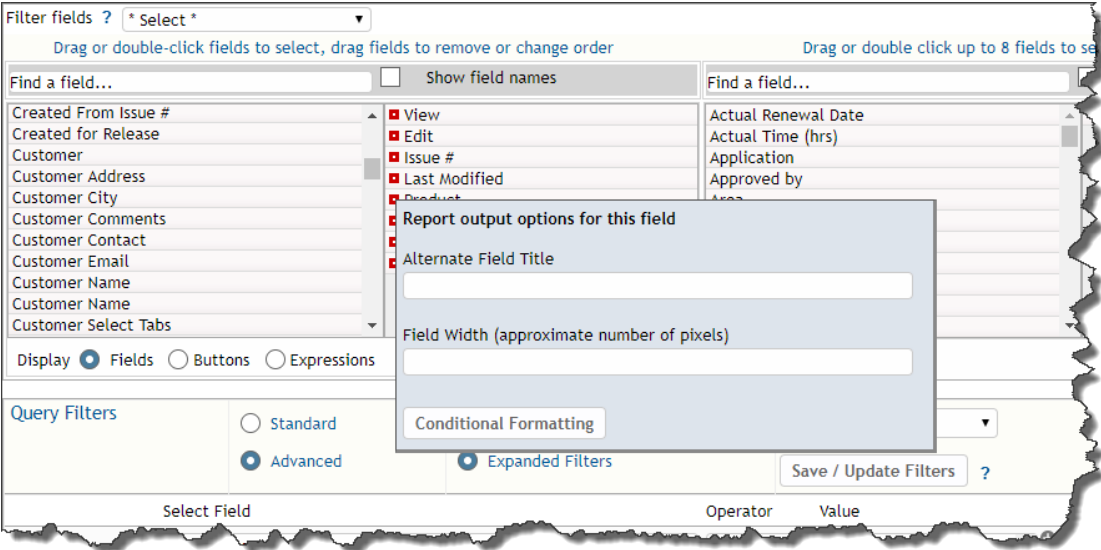 Filter fields ? * Select *
Drag or double-click fields to select, drag fields to remove or change order
Drag or double click up to 8 fields to se
Find a field...
Show field names
Find a field...
Created From Issue #
Created for Release
Customer
Customer Address
Customer City
Customer Comments
Customer Contact
Customer Email
Customer Name
Customer Name
Customer Select Tabs
View
Edit
Issue #
Last Modified
Product
Actual Renewal Date
Actual Time (hrs)
Application
Approved by
Area
Report output options for this field
Alternate Field Title
Field Width (approximate number of pixels)
Conditional Formatting
Display Fields Buttons Expressions
Query Filters
Standard
Advanced
Expanded Filters
Save / Update Filters ?
Select Field Operator Value